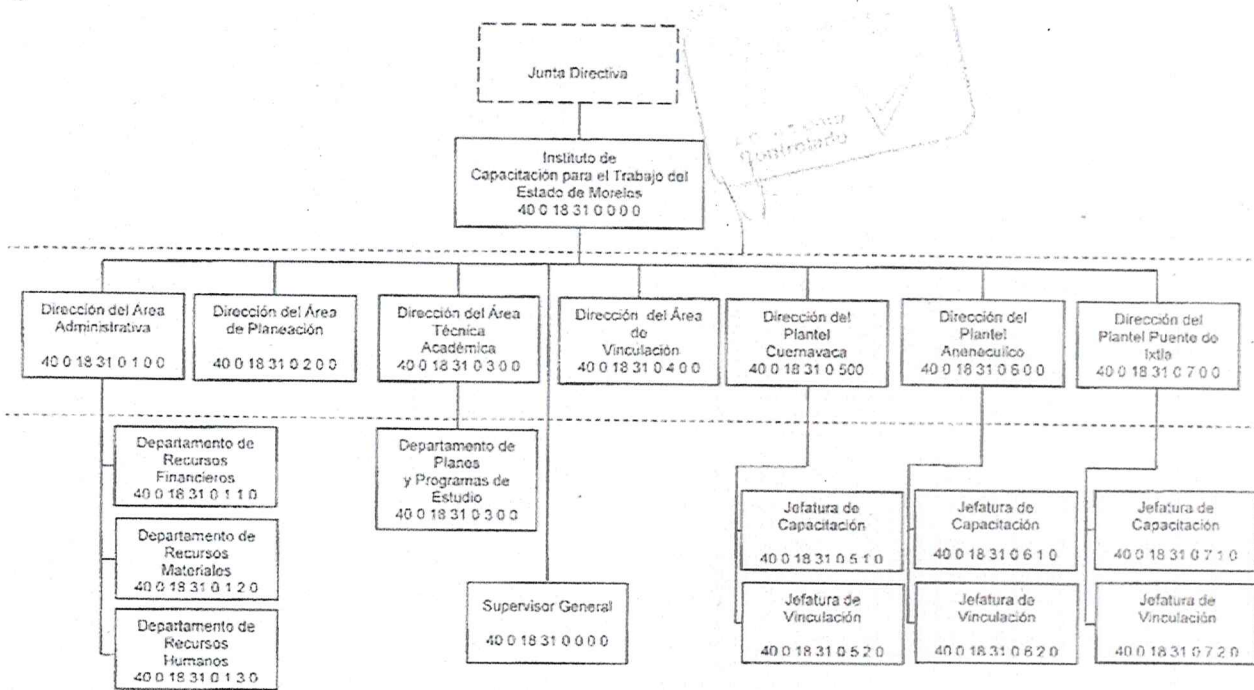 Junta Directiva
Instituto de
Capacitación para el Trabajo del
Estado de Morelos
40 0 18 31 0 0 0 0
Dirección del Área
Administrativa
40 0 18 31 0 1 0 0
Dirección del Área
de Planeación
40 0 18 31 0 2 0 0
Dirección del Área
Técnica
Académica
40 0 18 31 0 3 0 0
Dirección del Área
de
Vinculación
40 0 18 31 0 4 0 0
Dirección del
Plantel
Cuernavaca
40 0 18 31 0 500
Dirección del
Plantel
Anenecuilco
40 0 18 31 0 6 0 0
Dirección del
Plantel Puente de
Ixtla
40 0 18 31 0 7 0 0
Departamento de
Recursos
Financieros
40 0 18 31 0 1 1 0
Departamento de
Recursos
Materiales
40 0 18 31 0 1 2 0
Departamento de
Recursos
Humanos
40 0 18 31 0 1 3 0
Departamento de
Planes
y Programas de
Estudio
40 0 18 31 0 3 0 0
Supervisor General
40 0 18 31 0 0 0 0
Jefatura de
Capacitación
40 0 18 31 0 5 1 0
Jefatura de
Vinculación
40 0 18 31 0 5 2 0
Jefatura de
Capacitación
40 0 18 31 0 6 1 0
Jefatura de
Vinculación
40 0 18 31 0 6 2 0
Jefatura de
Capacitación
40 0 18 31 0 7 1 0
Jefatura de
Vinculación
40 0 18 31 0 7 2 0